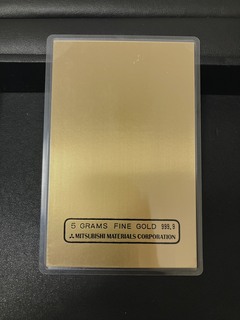 5 GRAMS FINE GOLD 999,9
MITSUBISHI MATERIALS CORPORATION